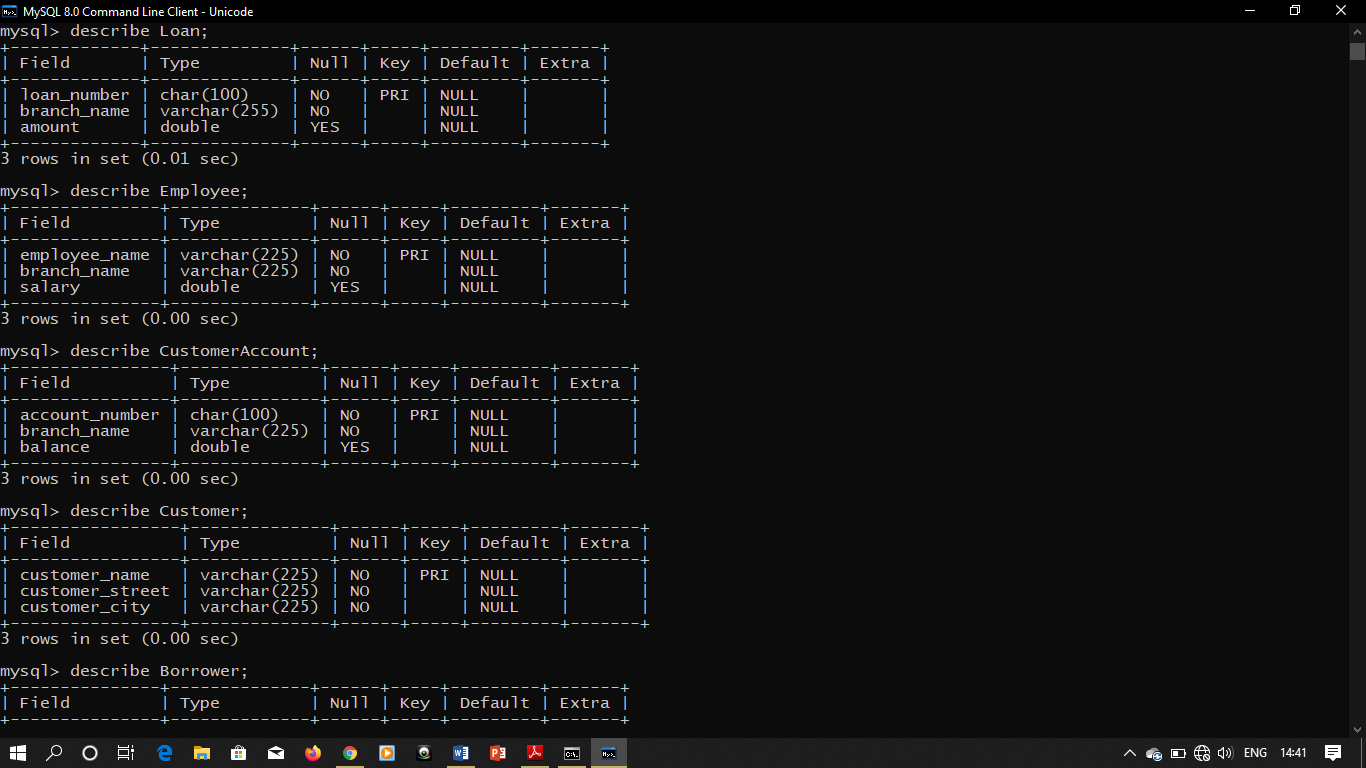 MySQL 8.0 Command Line Client - Unicode
mysql> describe Loan;
+-------------+--------------+------+-----+---------+-------+
| Field       | Type         | Null | Key | Default | Extra |
+-------------+--------------+------+-----+---------+-------+
| loan_number | char(100)    | NO   | PRI | NULL    |       |
| branch_name | varchar(255) | NO   |     | NULL    |       |
| amount      | double       | YES  |     | NULL    |       |
+-------------+--------------+------+-----+---------+-------+
3 rows in set (0.01 sec)
mysql> describe Employee;
+---------------+--------------+------+-----+---------+-------+
| Field         | Type         | Null | Key | Default | Extra |
+---------------+--------------+------+-----+---------+-------+
| employee_name | varchar(225) | NO   | PRI | NULL    |       |
| branch_name   | varchar(225) | NO   |     | NULL    |       |
| salary        | double       | YES  |     | NULL    |       |
+---------------+--------------+------+-----+---------+-------+
3 rows in set (0.00 sec)
mysql> describe CustomerAccount;
+----------------+--------------+------+-----+---------+-------+
| Field          | Type         | Null | Key | Default | Extra |
+----------------+--------------+------+-----+---------+-------+
| account_number | char(100)    | NO   | PRI | NULL    |       |
| branch_name    | varchar(225) | NO   |     | NULL    |       |
| balance        | double       | YES  |     | NULL    |       |
+----------------+--------------+------+-----+---------+-------+
3 rows in set (0.00 sec)
mysql> describe Customer;
+-----------------+--------------+------+-----+---------+-------+
| Field           | Type         | Null | Key | Default | Extra |
+-----------------+--------------+------+-----+---------+-------+
| customer_name   | varchar(225) | NO   | PRI | NULL    |       |
| customer_street | varchar(225) | NO   |     | NULL    |       |
| customer_city   | varchar(225) | NO   |     | NULL    |       |
+-----------------+--------------+------+-----+---------+-------+
3 rows in set (0.00 sec)
mysql> describe Borrower;
+---------------+--------------+------+-----+---------+-------+
| Field         | Type         | Null | Key | Default | Extra |
+---------------+--------------+------+-----+---------+-------+
ENG 14:41